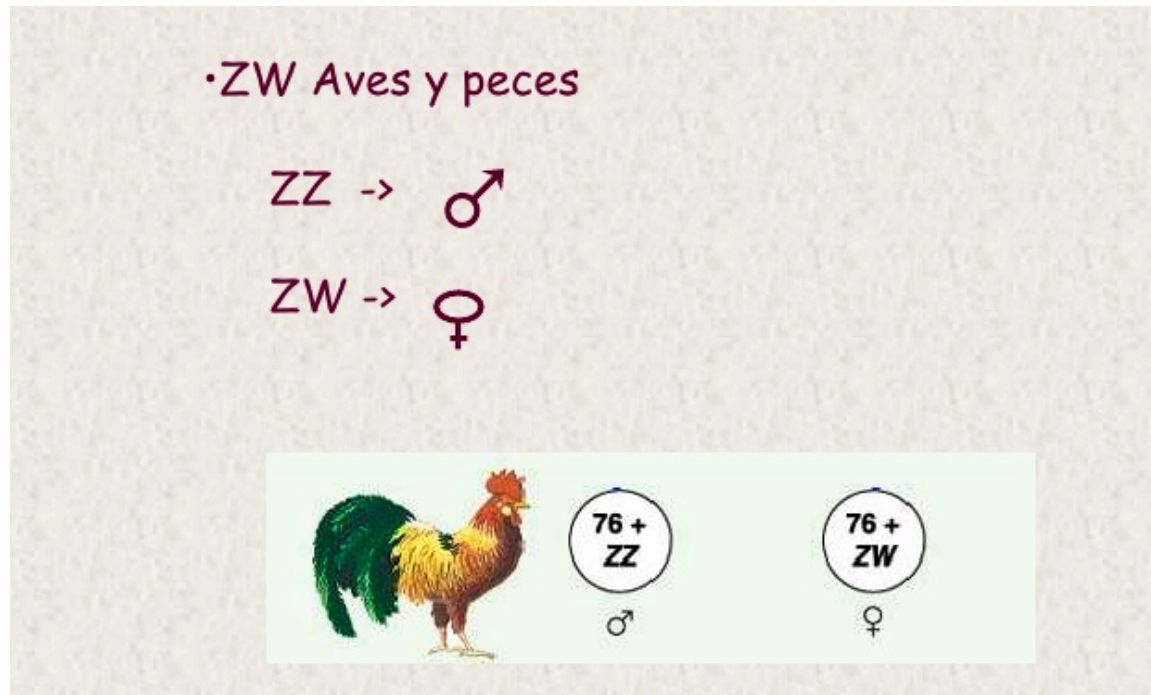 •ZW Aves y peces
ZZ -> ♂
ZW -> ♀
76 + 76 +
ZZ ZW
♂ ♀